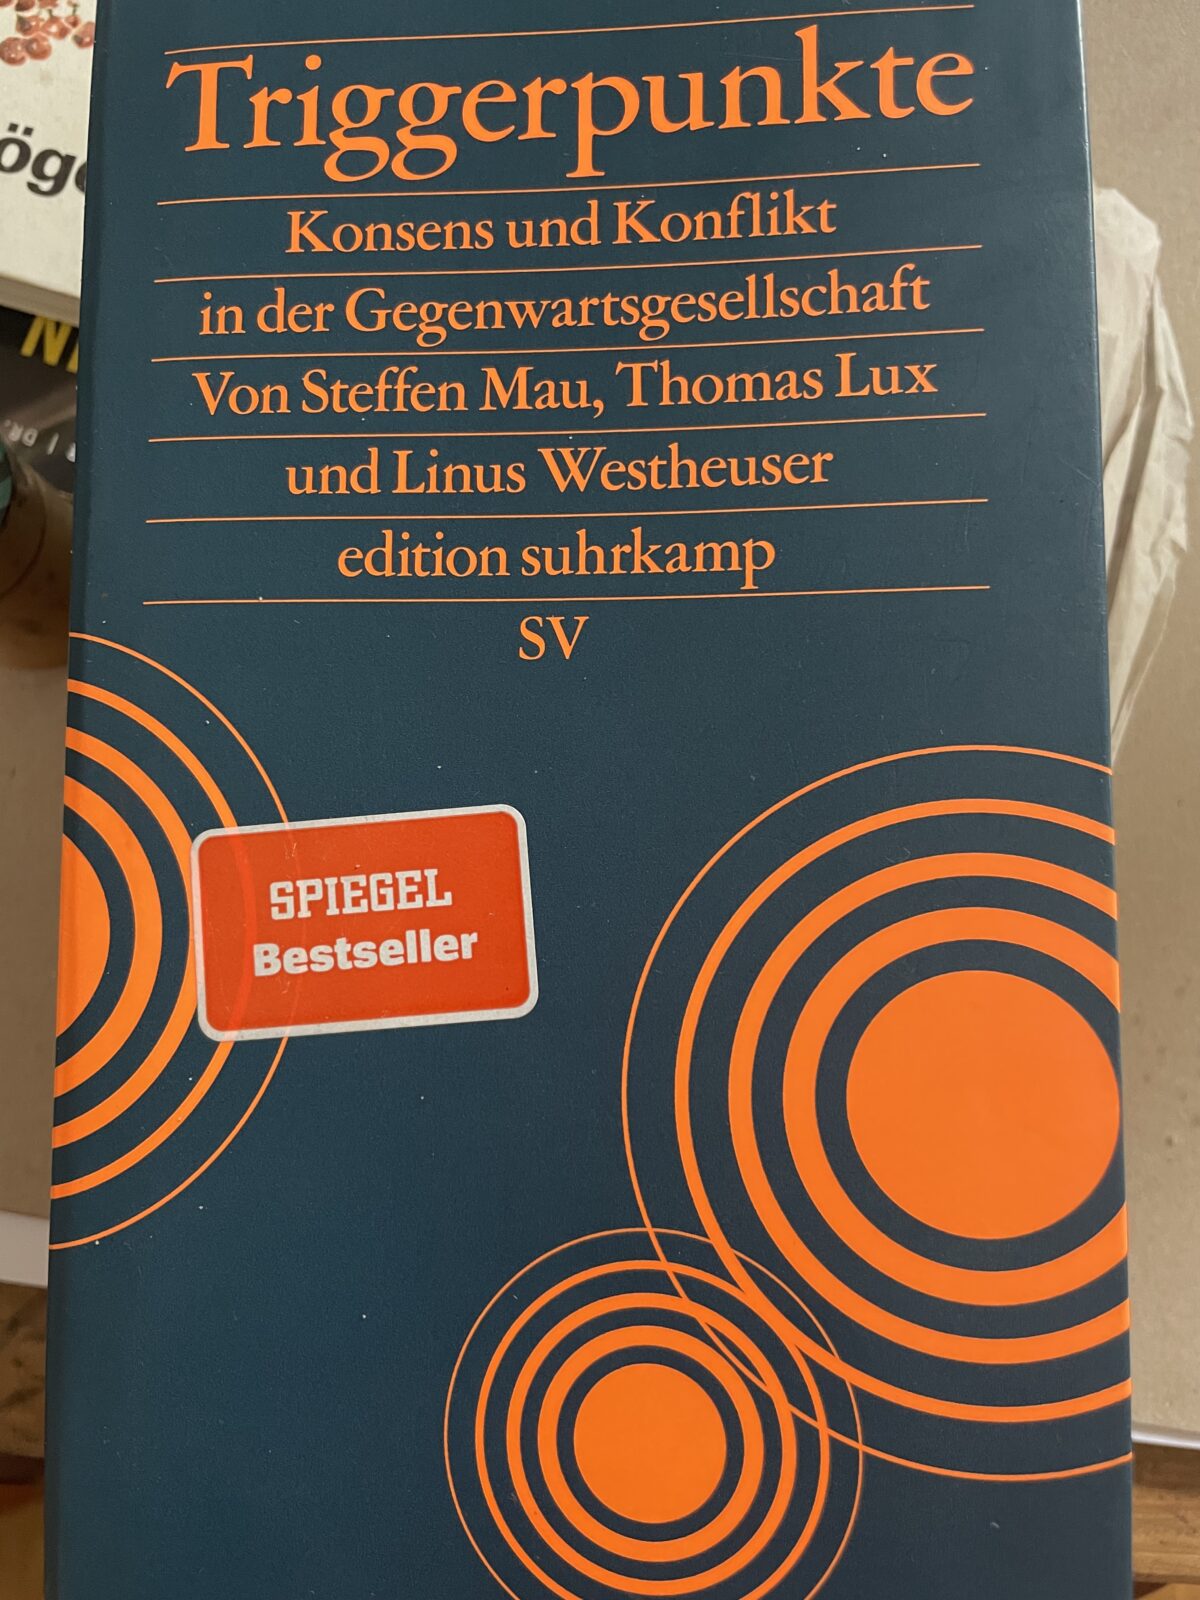 Triggerpunkte
Konsens und Konflikt
in der Gegenwartsgesellschaft
Von Steffen Mau, Thomas Lux
und Linus Westheuser
edition suhrkamp
SV
SPIEGEL
Bestseller